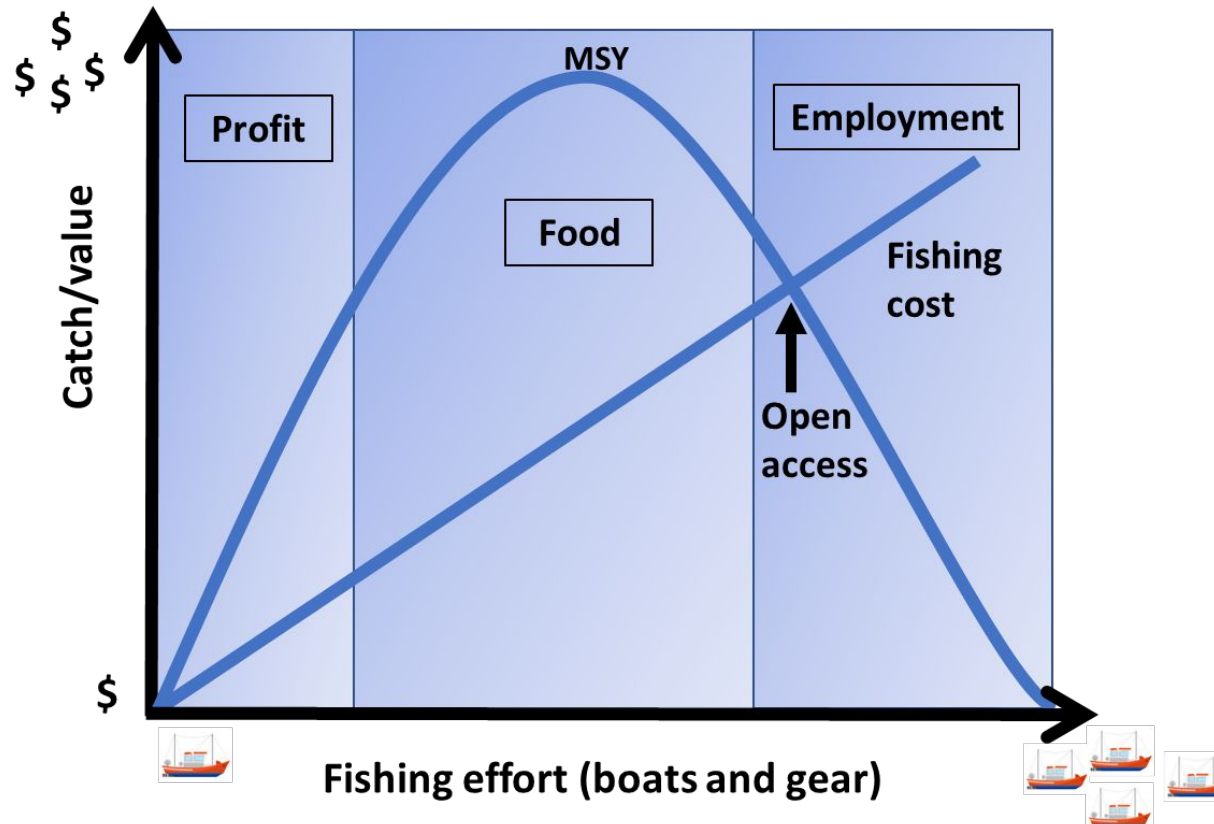 $
$ $
$
MSY
Profit
Employment
Food
Catch/value
Fishing
cost
Open
access
$
Fishing effort (boats and gear)